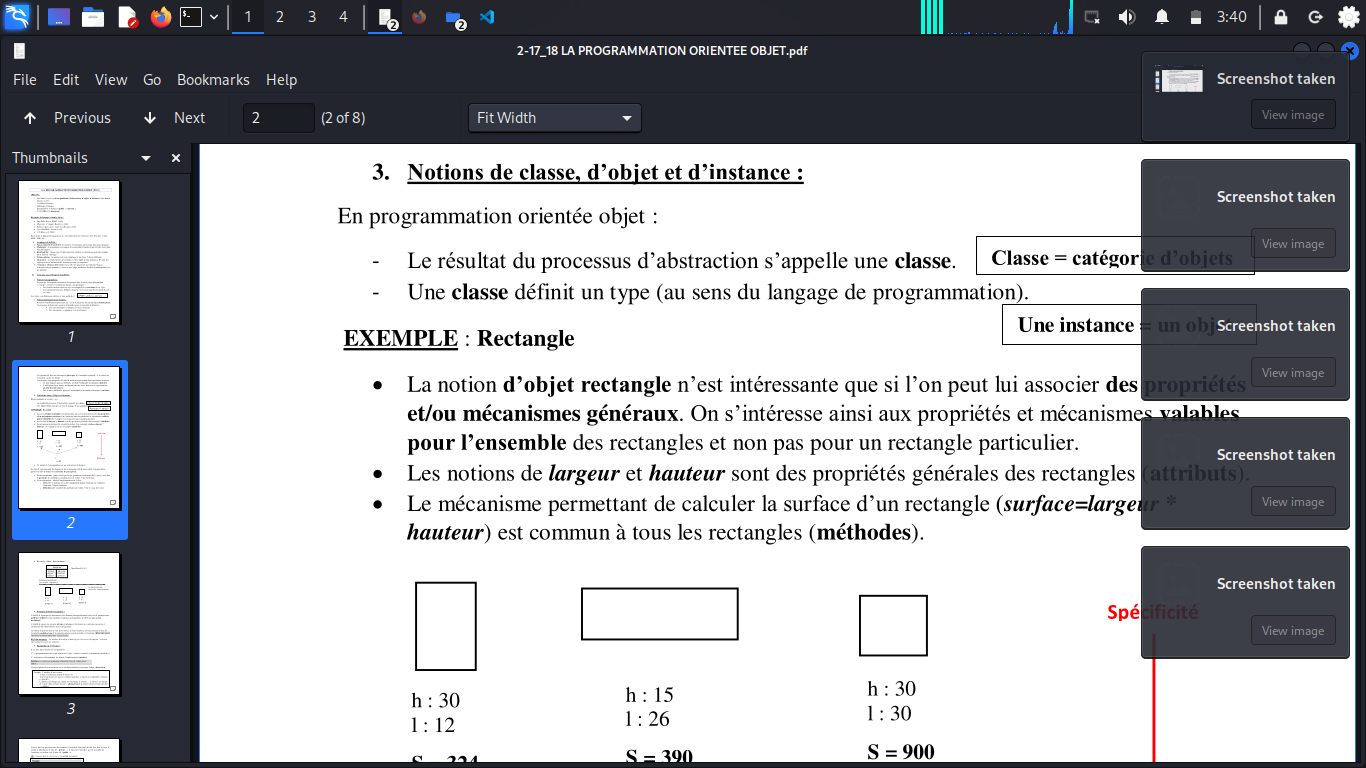 1 2 3 4 2 2 3:40
2-17_18 LA PROGRAMMATION ORIENTEE OBJET.pdf
File Edit View Go Bookmarks Help
Previous Next 2 (2 of 8) Fit Width
Thumbnails
1
2
3
3. Notions de classe, d’objet et d’instance :
En programmation orientée objet :
- Le résultat du processus d’abstraction s’appelle une classe.
Classe = catégorie d’objets
- Une classe définit un type (au sens du langage de programmation).
Une instance = un objet
EXEMPLE : Rectangle
• La notion d’objet rectangle n’est intéressante que si l’on peut lui associer des propriétés
et/ou mécanismes généraux. On s’intéresse ainsi aux propriétés et mécanismes valables
pour l’ensemble des rectangles et non pas pour un rectangle particulier.
• Les notions de largeur et hauteur sont des propriétés générales des rectangles (attributs).
• Le mécanisme permettant de calculer la surface d’un rectangle (surface=largeur *
hauteur) est commun à tous les rectangles (méthodes).
h : 30
l : 12
S = 324
h : 15
l : 26
S = 390
h : 30
l : 30
S = 900
Spécificité
Screenshot taken
View image
Screenshot taken
View image
Screenshot taken
View image
Screenshot taken
View image
Screenshot taken
View image